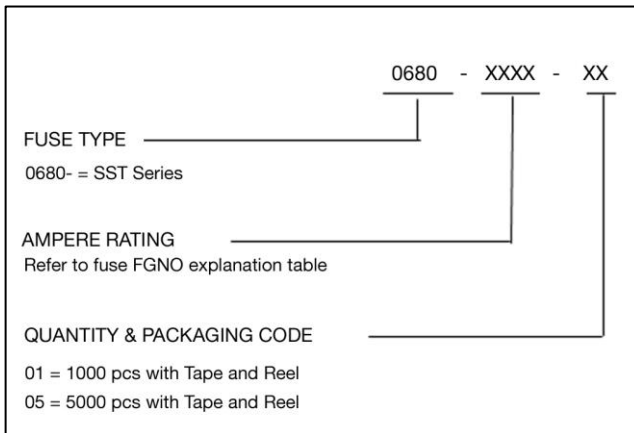 0680 - XXXX - XX
FUSE TYPE
0680- = SST Series
AMPERE RATING
Refer to fuse FGNO explanation table
QUANTITY & PACKAGING CODE
01 = 1000 pcs with Tape and Reel
05 = 5000 pcs with Tape and Reel